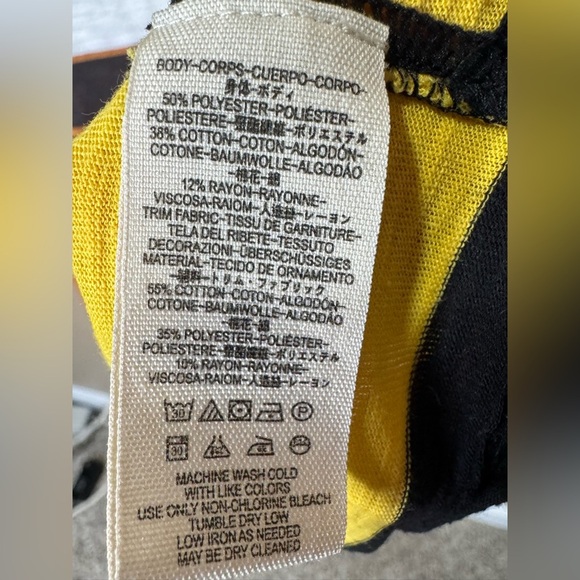 BODY-CORPS-CUERPO-CORPO-
身体-ボディ
50% POLYESTER-POLIÉSTER-
POLIESTERE-聚酯纖維-ポリエステル
38% COTTON-COTON-ALGODÓN-
COTONE-BAUMWOLLE-ALGODÃO
-棉花-綿
12% RAYON-RAYONNE-
VISCOSA-RAIOM-人造絲-レーヨン
TRIM FABRIC-TISSU DE GARNITURE-
TELA DEL RIBETE-TESSUTO
DECORAZIONI-ÜBERSCHÜSSIGES
MATERIAL-TECIDO DE ORNAMENTO
トリム-ファブリック
55% COTTON-COTON-ALGODÓN-
COTONE-BAUMWOLLE-ALGODÃO
-棉花-綿
35% POLYESTER-POLIÉSTER-
POLIESTERE-聚酯纖維-ポリエステル
10% RAYON-RAYONNE-
VISCOSA-RAIOM-人造絲-レーヨン
30 P
30
MACHINE WASH COLD
WITH LIKE COLORS
USE ONLY NON-CHLORINE BLEACH
TUMBLE DRY LOW
LOW IRON AS NEEDED
MAY BE DRY CLEANED